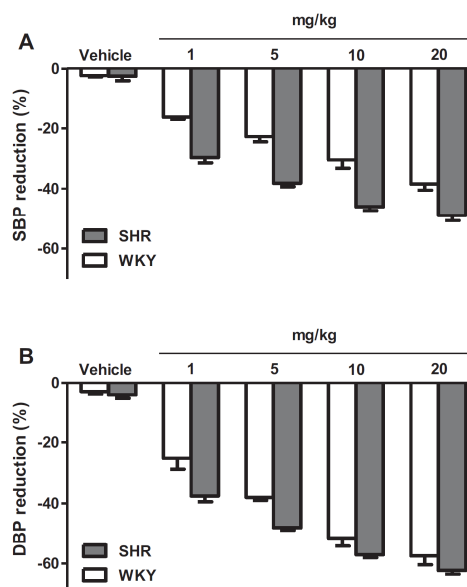 mg/kg
A
Vehicle 1 5 10 20
0
-20
-40
-60
SBP reduction (%)
SHR
WKY
mg/kg
B
Vehicle 1 5 10 20
0
-20
-40
-60
DBP reduction (%)
SHR
WKY